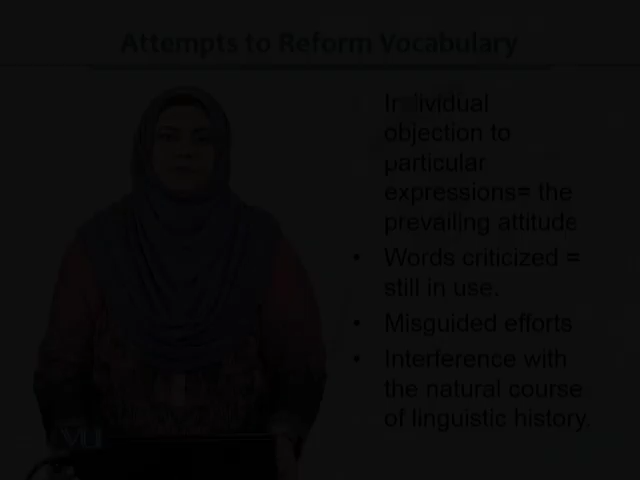 Attempts to Reform Vocabulary
Individual
objection to
particular
expressions= the
prevailing attitude
• Words criticized =
still in use.
• Misguided efforts
• Interference with
the natural course
of linguistic history.
VU